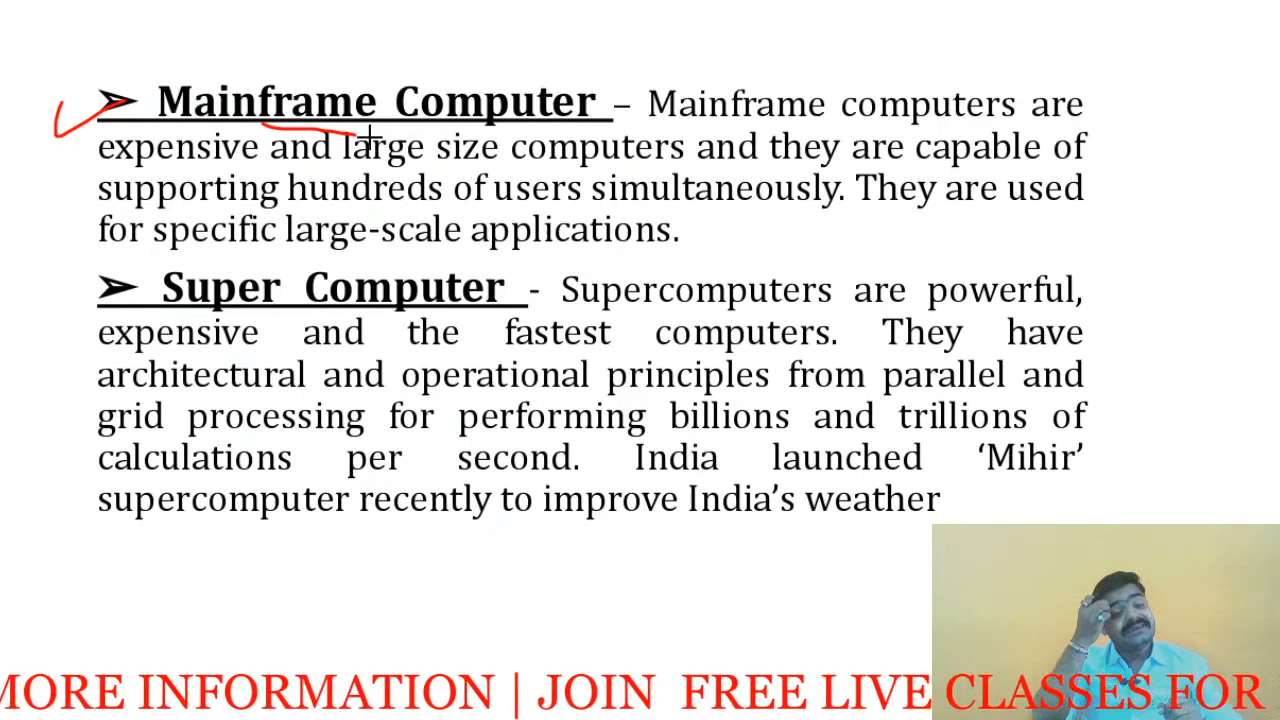 ➢ Mainframe Computer – Mainframe computers are
expensive and large size computers and they are capable of
supporting hundreds of users simultaneously. They are used
for specific large-scale applications.
➢ Super Computer - Supercomputers are powerful,
expensive and the fastest computers. They have
architectural and operational principles from parallel and
grid processing for performing billions and trillions of
calculations per second. India launched ‘Mihir’
supercomputer recently to improve India’s weather
MORE INFORMATION | JOIN FREE LIVE CLASSES FOR